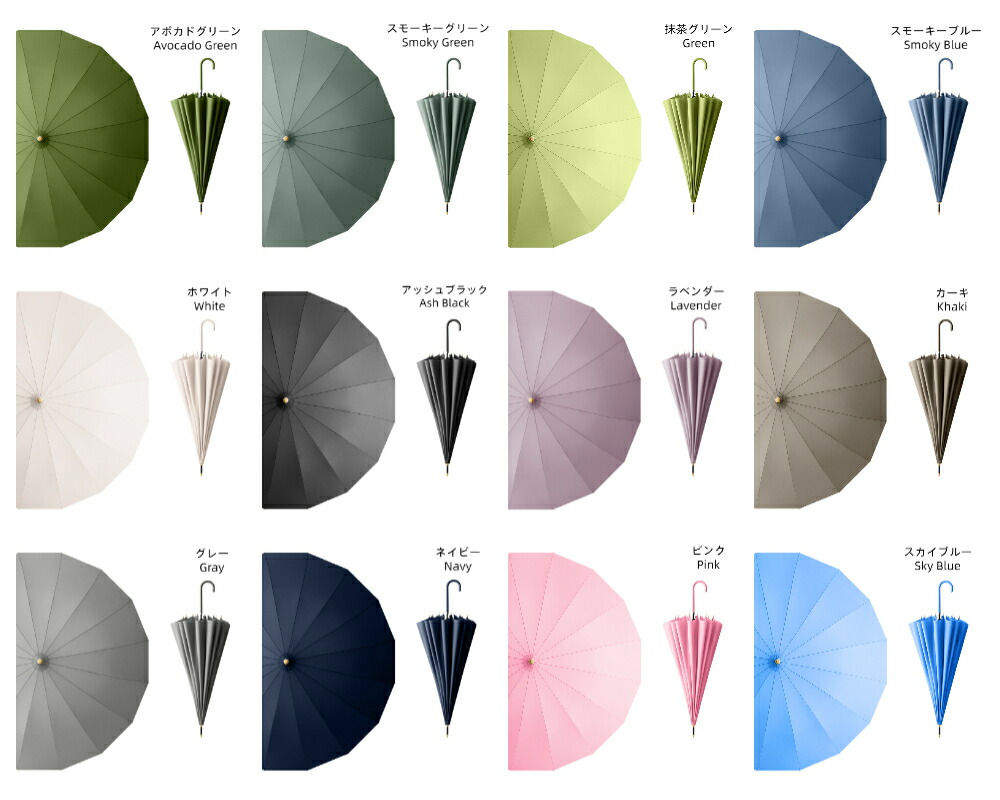 アボカドグリーン
Avocado Green
スモーキーグリーン
Smoky Green
抹茶グリーン
Green
スモーキーブルー
Smoky Blue
ホワイト
White
アッシュブラック
Ash Black
ラベンダー
Lavender
カーキ
Khaki
グレー
Gray
ネイビー
Navy
ピンク
Pink
スカイブルー
Sky Blue